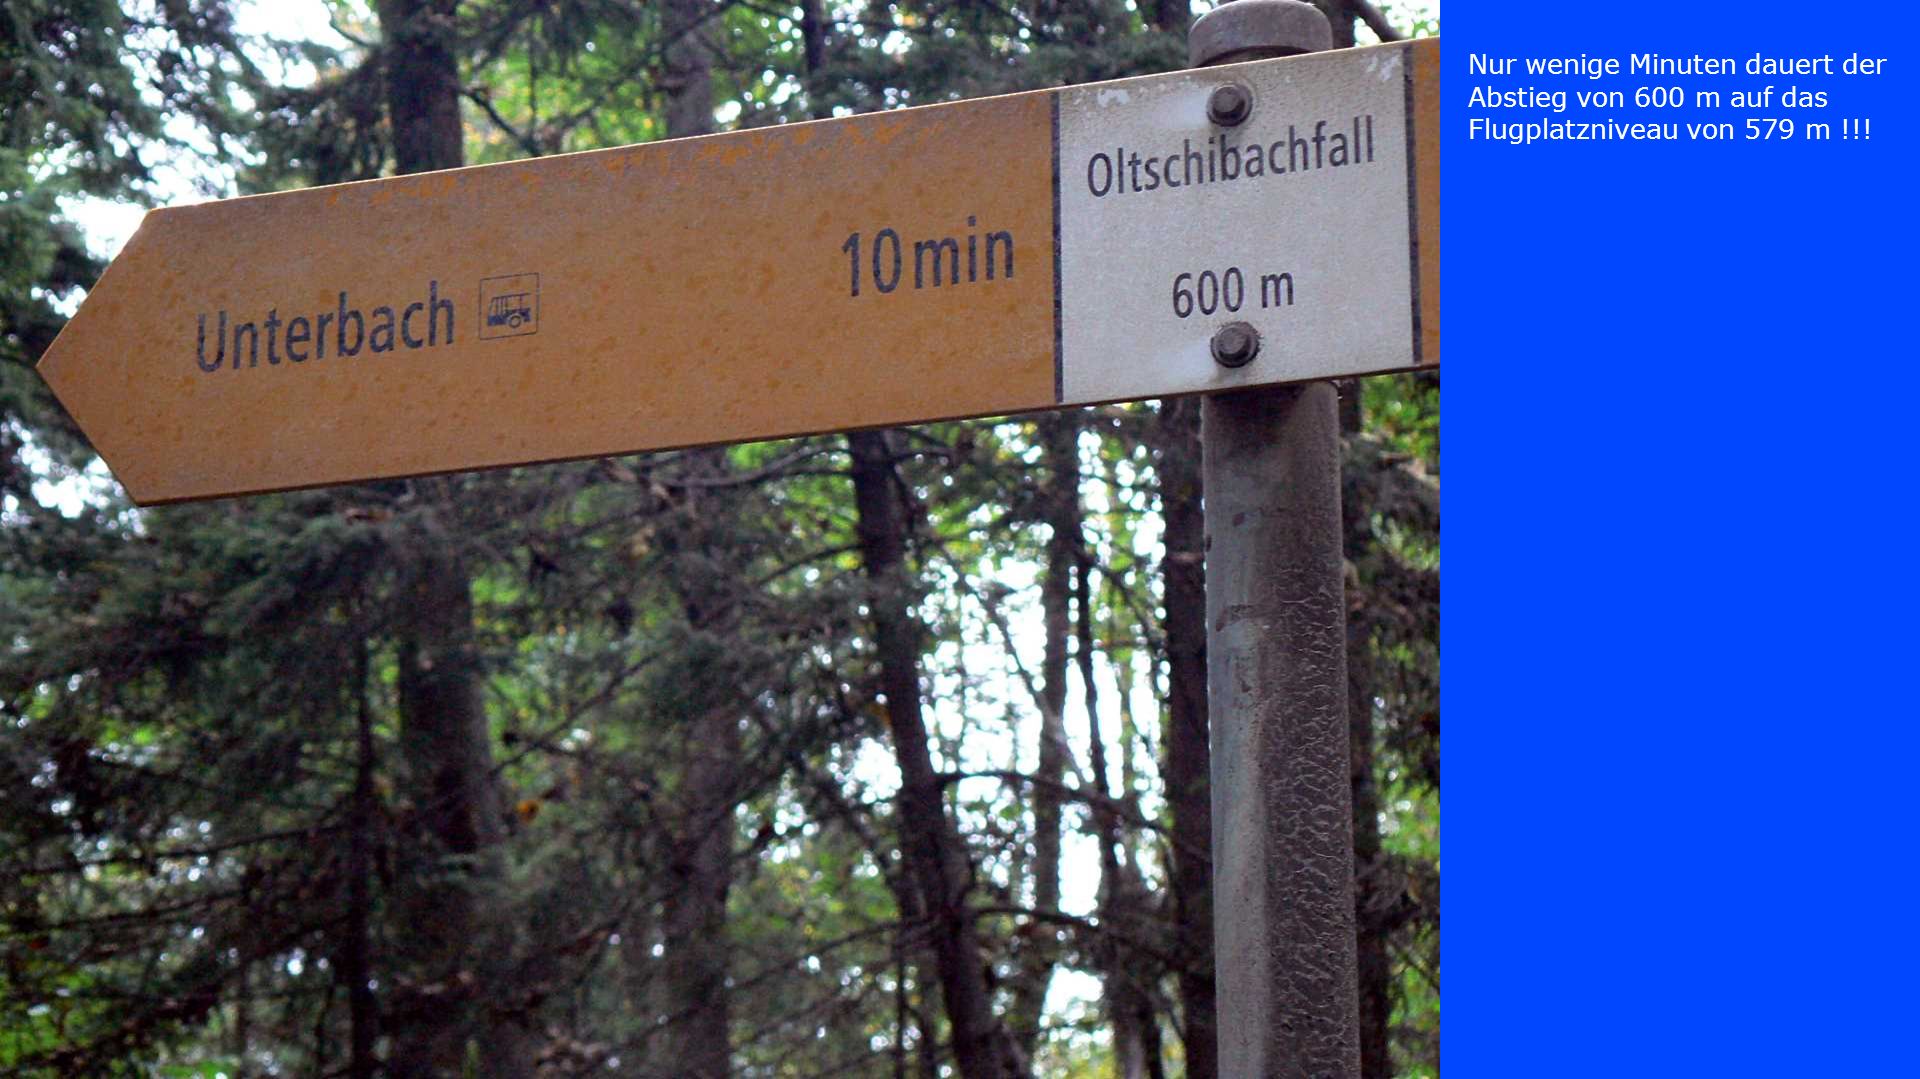 Unterbach
10 min
Oltschibachfall
600 m
Nur wenige Minuten dauert der
Abstieg von 600 m auf das
Flugplatzniveau von 579 m !!!